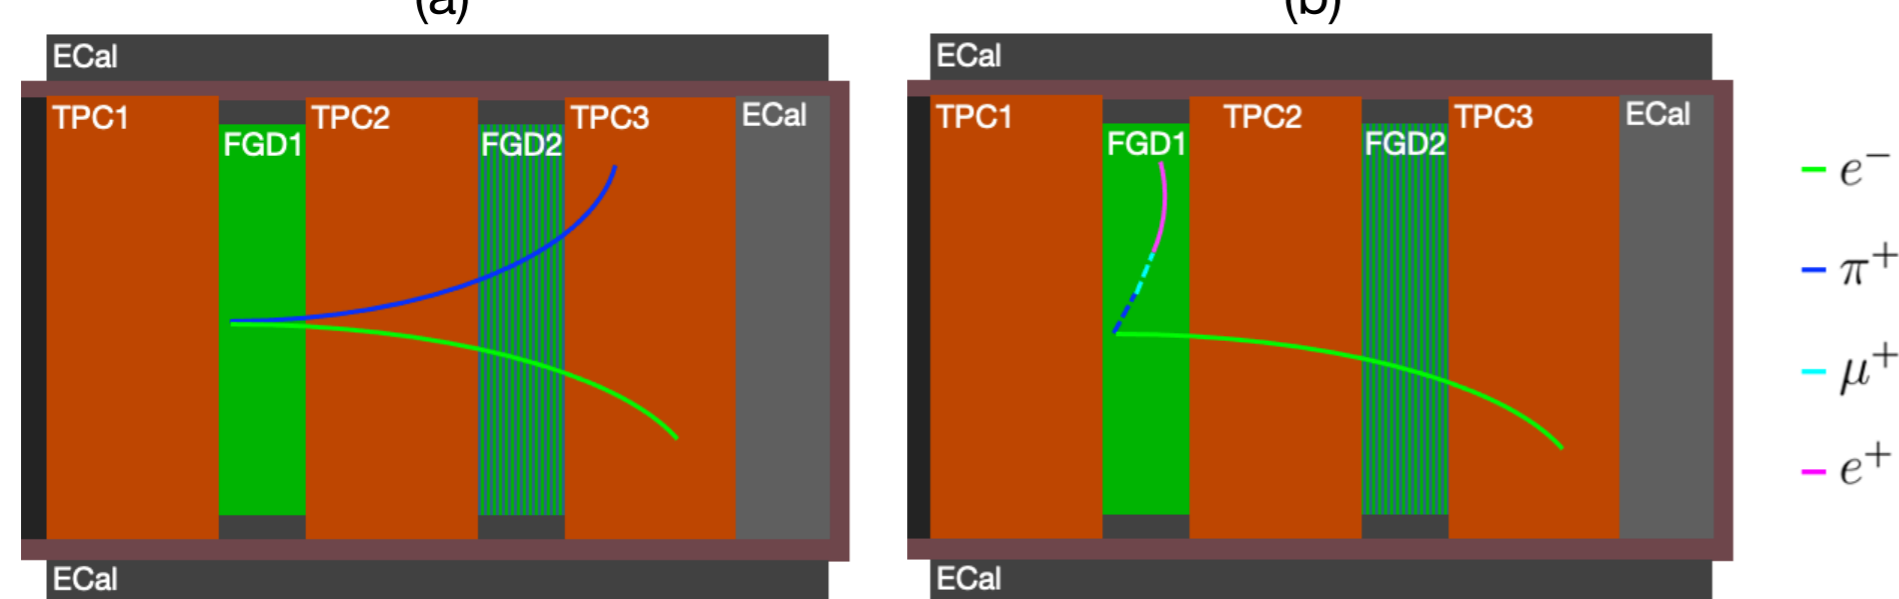 (a)
(b)
ECal
TPC1
FGD1
TPC2
FGD2
TPC3
ECal
ECal
ECal
TPC1
FGD1
TPC2
FGD2
TPC3
ECal
ECal
e⁻
π⁺
μ⁺
e⁺